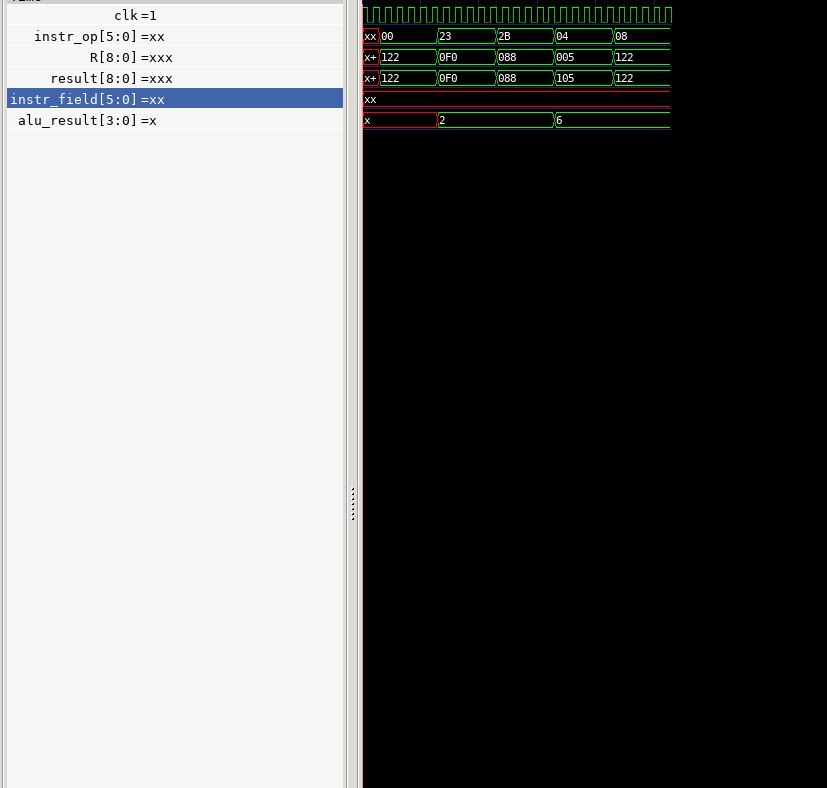 clk =1
instr_op[5:0] =xx xx 00 23 2B 04 08
R[8:0] =xxx x+ 122 0F0 088 005 122
result[8:0] =xxx x+ 122 0F0 088 105 122
instr_field[5:0] =xx xx
alu_result[3:0] =x x 2 6